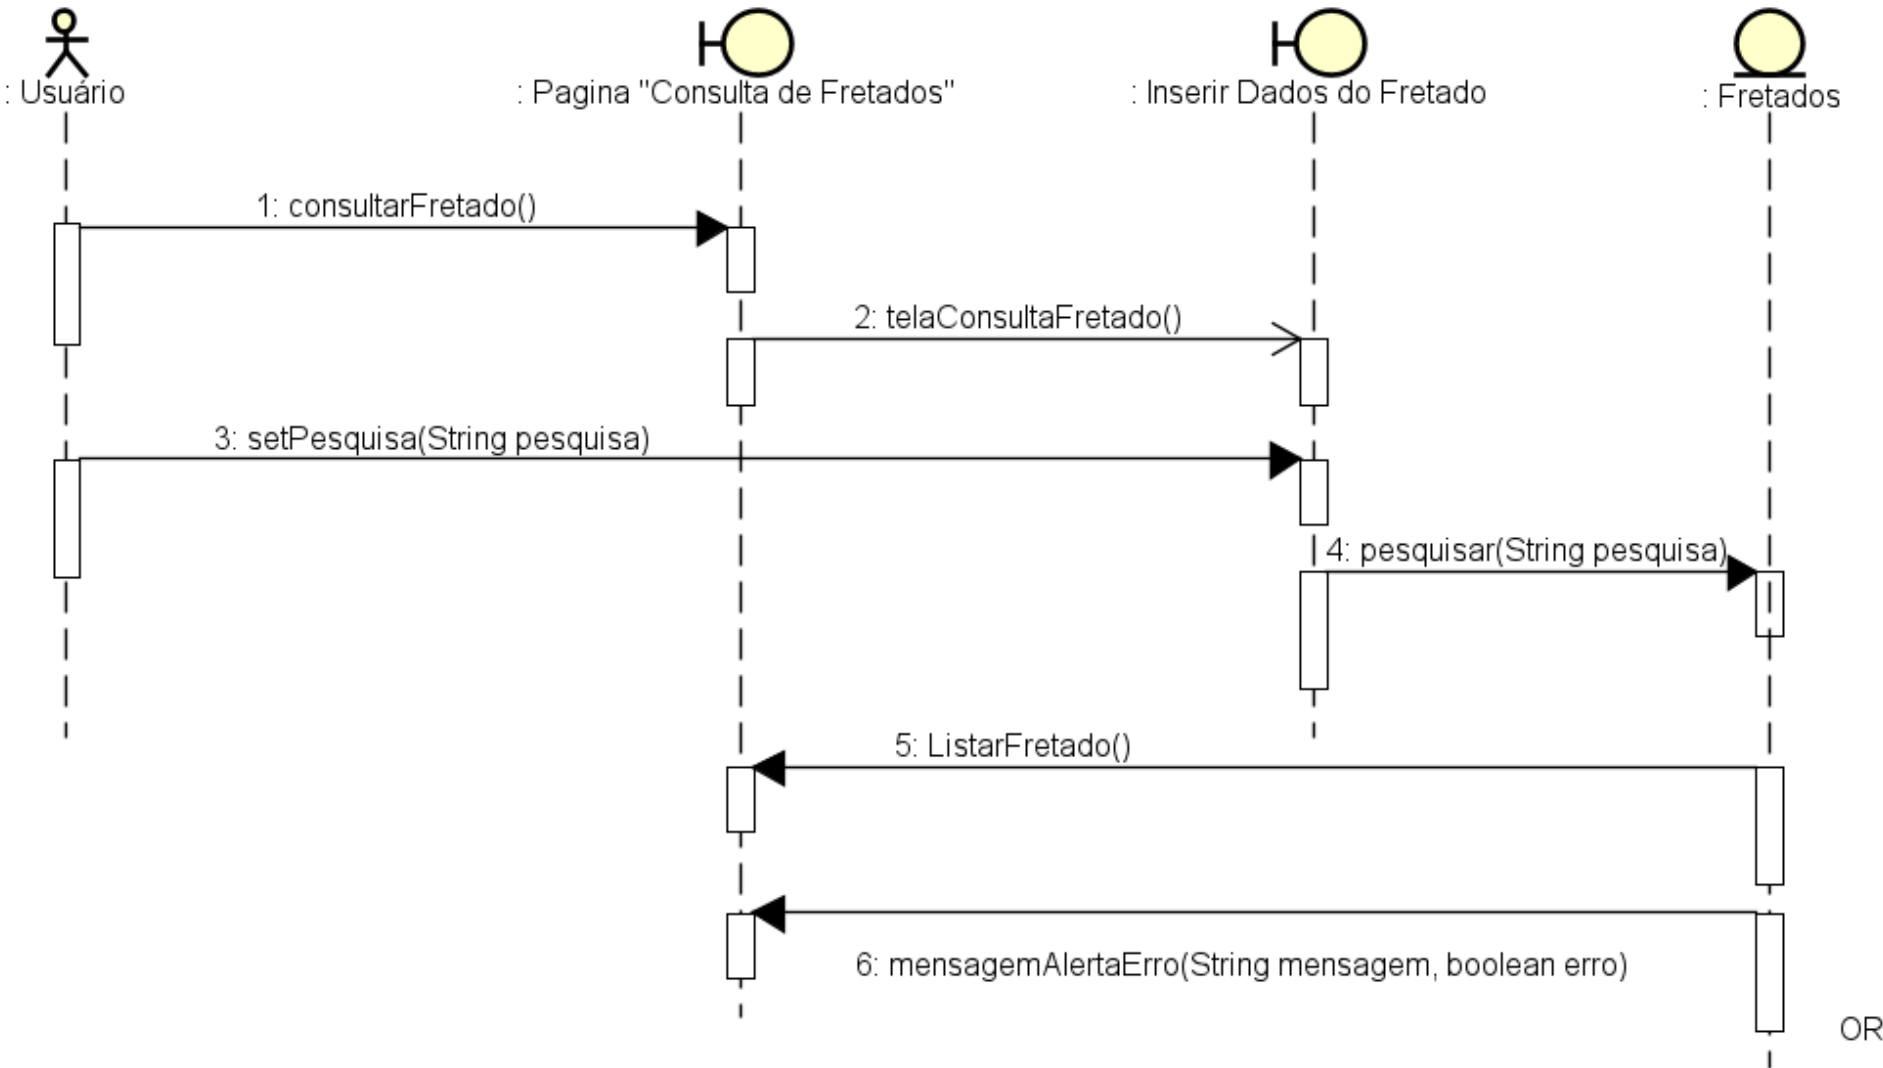 : Usuário
: Pagina "Consulta de Fretados"
: Inserir Dados do Fretado
: Fretados
1: consultarFretado()
2: telaConsultaFretado()
3: setPesquisa(String pesquisa)
4: pesquisar(String pesquisa)
5: ListarFretado()
6: mensagemAlertaErro(String mensagem, boolean erro)
OR